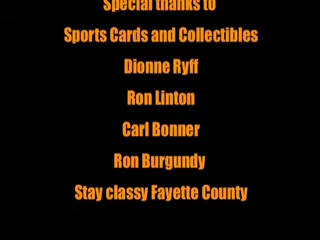 Special thanks to
Sports Cards and Collectibles
Dionne Ryff
Ron Linton
Carl Bonner
Ron Burgundy
Stay classy Fayette County